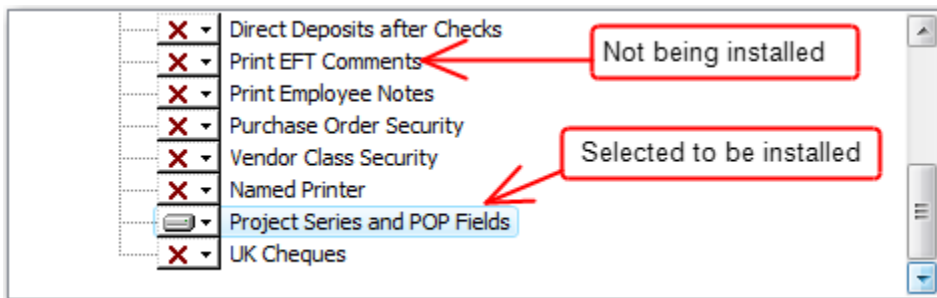 Direct Deposits after Checks
Print EFT Comments
Not being installed
Print Employee Notes
Purchase Order Security
Vendor Class Security
Selected to be installed
Named Printer
Project Series and POP Fields
UK Cheques